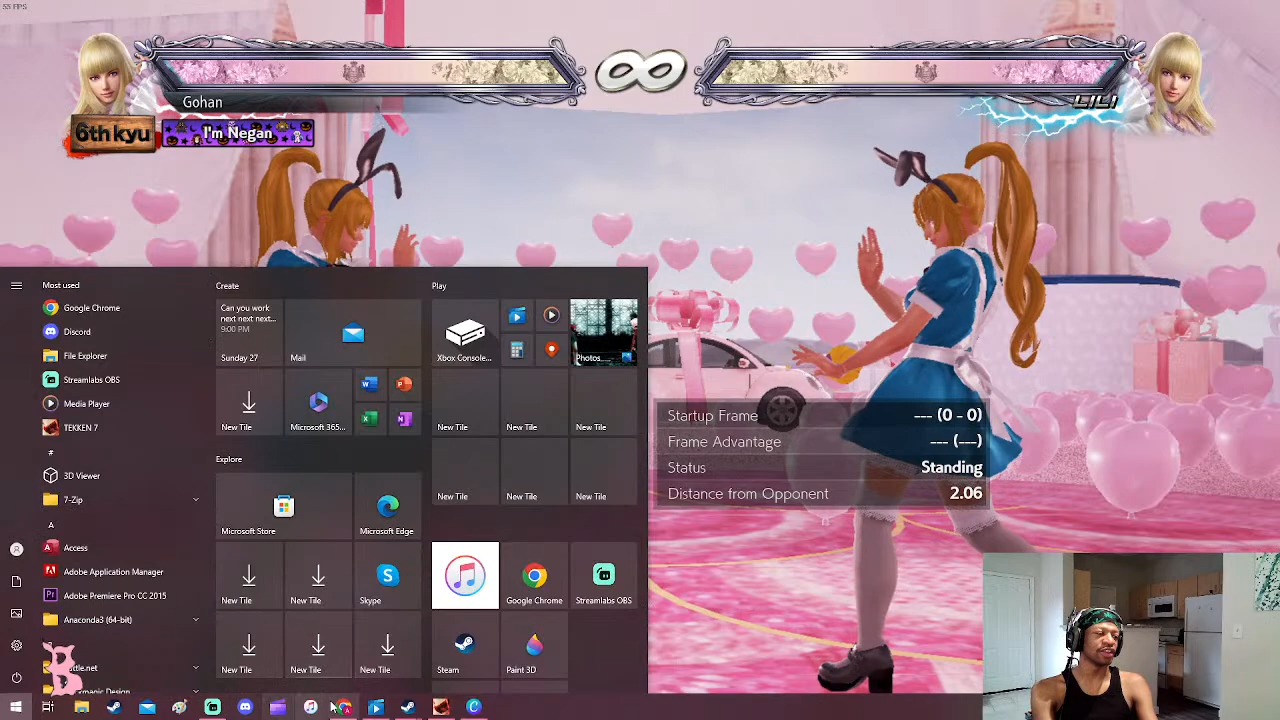 53 FPS
Gohan
LILI
6th kyu
I'm Negan
Most used
Google Chrome
Discord
File Explorer
Streamlabs OBS
Media Player
TEKKEN 7
#
3D Viewer
7-Zip
A
Access
Adobe Application Manager
Adobe Premiere Pro CC 2015
Anaconda3 (64-bit)
Create
Can you work
next next next...
9:00 PM
Sunday 27
Mail
New Tile
Microsoft 365...
Explore
Microsoft Store
Microsoft Edge
New Tile
New Tile
Skype
New Tile
New Tile
New Tile
Play
Xbox Console...
Photos
New Tile
New Tile
New Tile
New Tile
New Tile
New Tile
Google Chrome
Streamlabs OBS
Steam
Paint 3D
Startup Frame --- (0 - 0)
Frame Advantage --- (---)
Status Standing
Distance from Opponent 2.06